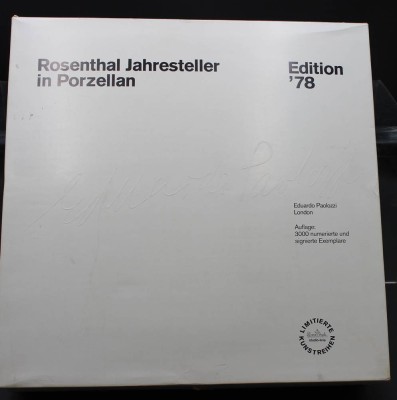 Rosenthal Jahresteller
in Porzellan
Edition
'78
Eduardo Paolozzi
London
Auflage:
3000 numerierte und
signierte Exemplare
LIMITIERTE
KUNSTREIHEN